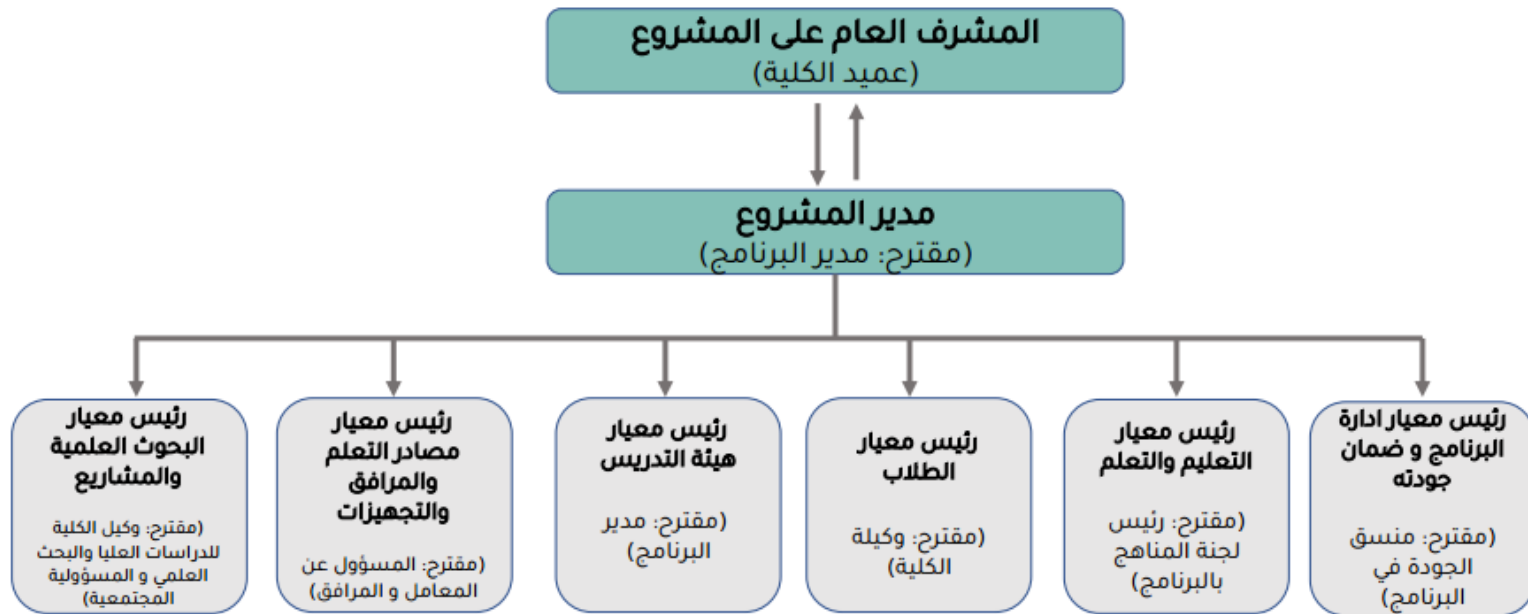 المشرف العام على المشروع
(عميد الكلية)
مدير المشروع
(مقترح: مدير البرنامج)
رئيس معيار ادارة
البرنامج و ضمان
جودته
(مقترح: منسق
الجودة في
البرنامج)
رئيس معيار
التعليم والتعلم
(مقترح: رئيس
لجنة المناهج
بالبرنامج)
رئيس معيار
الطلاب
(مقترح: وكيلة
الكلية)
رئيس معيار
هيئة التدريس
(مقترح: مدير
البرنامج)
رئيس معيار
مصادر التعلم
والمرافق
والتجهيزات
(مقترح: المسؤول عن
المعامل و المرافق)
رئيس معيار
البحوث العلمية
والمشاريع
(مقترح: وكيل الكلية
للدراسات العليا والبحث
العلمي و المسؤولية
المجتمعية)